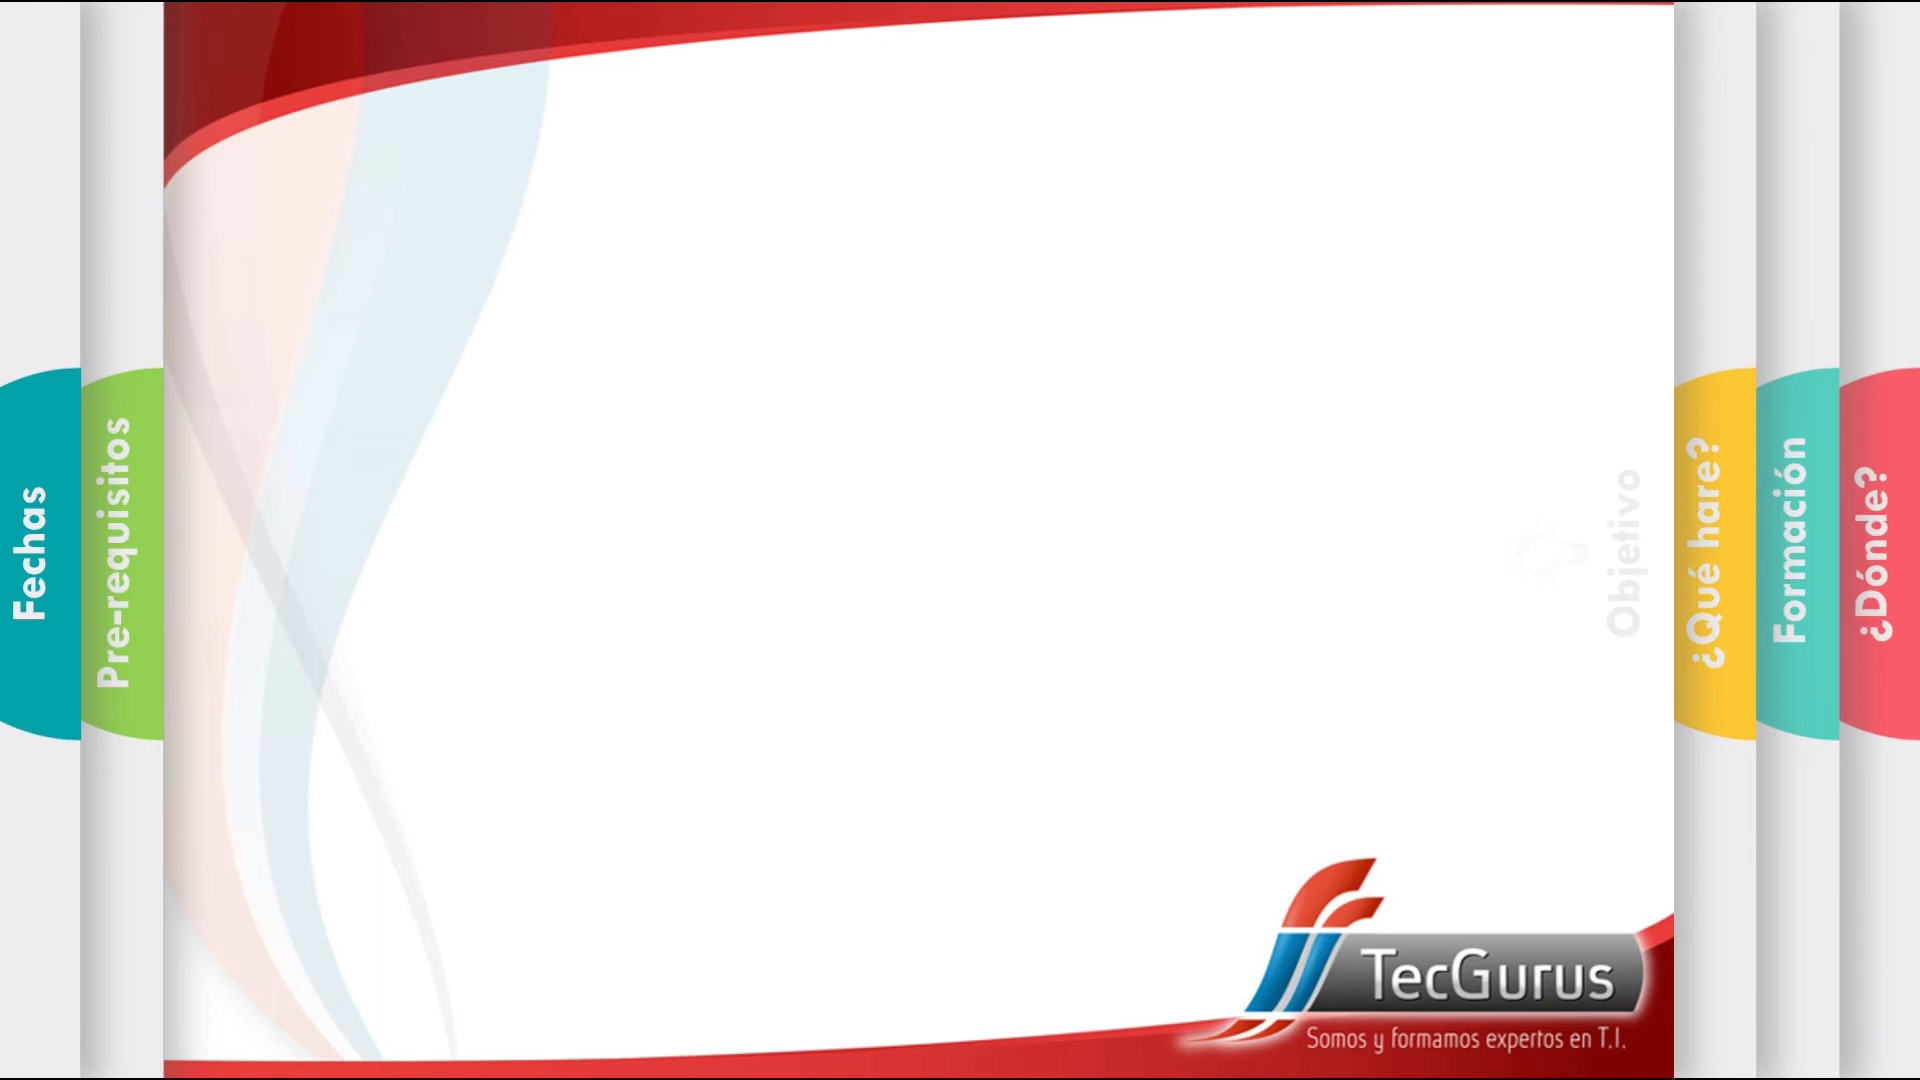 Fechas
Pre-requisitos
Objetivo
¿Qué hare?
Formación
¿Dónde?
TecGurus
Somos y formamos expertos en T.I.